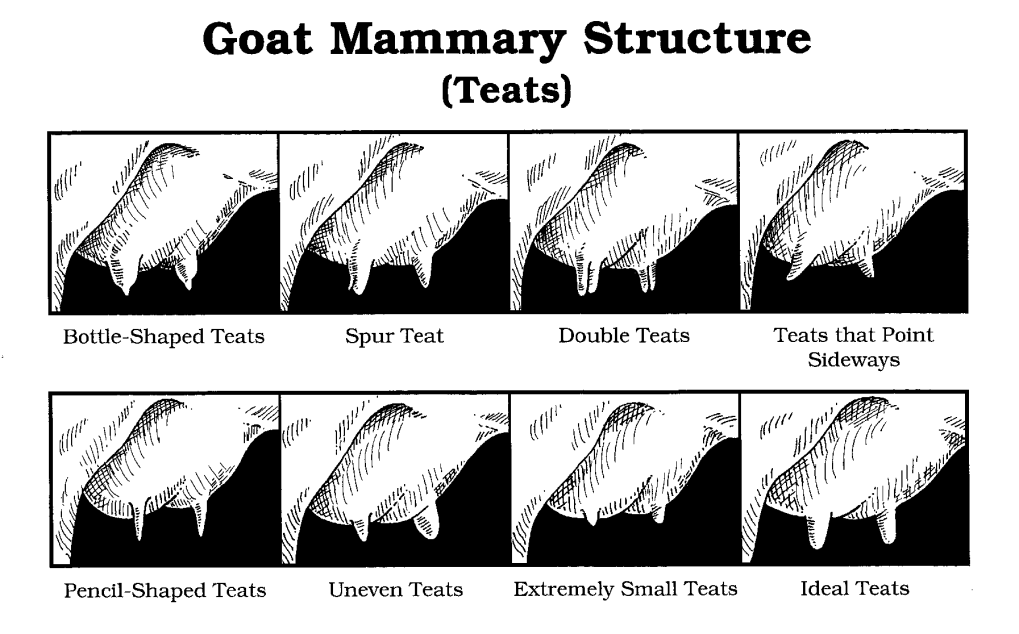 Goat Mammary Structure
(Teats)
Bottle-Shaped Teats
Spur Teat
Double Teats
Teats that Point
Sideways
Pencil-Shaped Teats
Uneven Teats
Extremely Small Teats
Ideal Teats